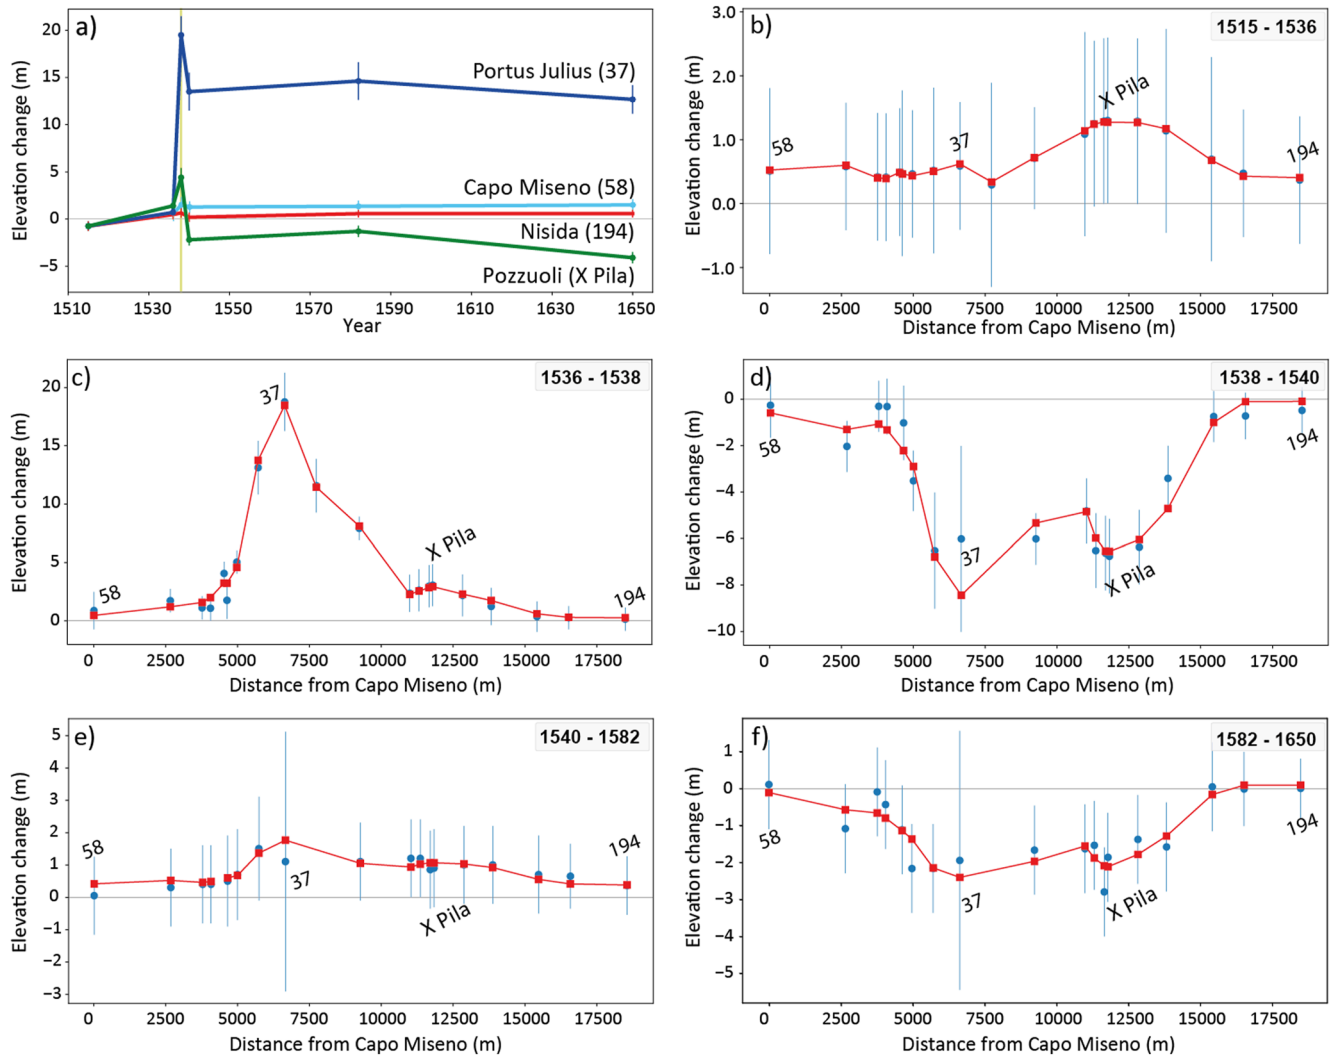 a)
Elevation change (m)
20
15
10
5
0
−5
Portus Julius (37)
Capo Miseno (58)
Nisida (194)
Pozzuoli (X Pila)
1510 1530 1550 1570 1590 1610 1630 1650
Year
b)
1515 - 1536
Elevation change (m)
3.0
2.0
1.0
0.0
−1.0
58
37
X Pila
194
0 2500 5000 7500 10000 12500 15000 17500
Distance from Capo Miseno (m)
c)
1536 - 1538
Elevation change (m)
20
15
10
5
0
58
37
X Pila
194
0 2500 5000 7500 10000 12500 15000 17500
Distance from Capo Miseno (m)
d)
1538 - 1540
Elevation change (m)
0
−2
−4
−6
−8
−10
58
37
X Pila
194
0 2500 5000 7500 10000 12500 15000 17500
Distance from Capo Miseno (m)
e)
1540 - 1582
Elevation change (m)
5
4
3
2
1
0
−1
−2
−3
58
37
X Pila
194
0 2500 5000 7500 10000 12500 15000 17500
Distance from Capo Miseno (m)
f)
1582 - 1650
Elevation change (m)
1
0
−1
−2
−3
−4
−5
58
37
X Pila
194
0 2500 5000 7500 10000 12500 15000 17500
Distance from Capo Miseno (m)